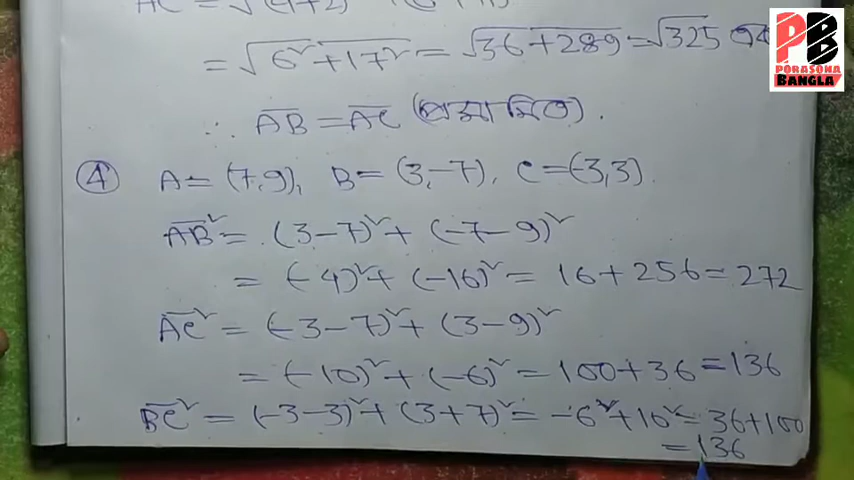 = √6² + 17² = √36 + 289 = √325
PB
PORASONA
BANGLA
∴ AB = AC (প্রমানিত).
④ A = (7,9), B = (3,-7), C = (-3,3)
AB² = (3-7)² + (-7-9)²
= (-4)² + (-16)² = 16 + 256 = 272
AC² = (-3-7)² + (3-9)²
= (-10)² + (-6)² = 100 + 36 = 136
BC² = (-3-3)² + (3+7)² = -6² + 10² = 36 + 100
= 136